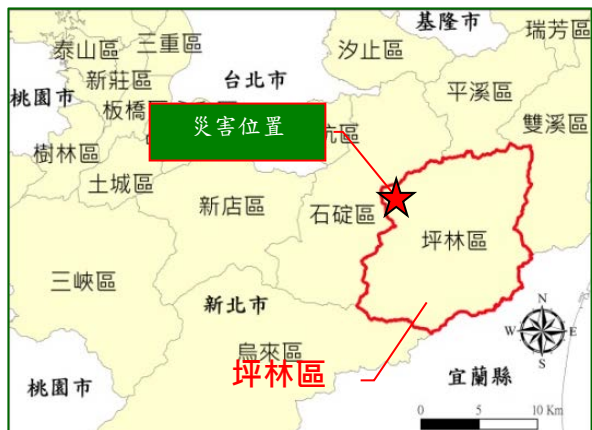 基隆市
瑞芳區
泰山區
三重區
汐止區
新莊區
台北市
平溪區
桃園市
板橋區
雙溪區
災害位置
坑區
樹林區
土城區
新店區
石碇區
坪林區
三峽區
新北市
N
W
E
S
烏來區
坪林區
宜蘭縣
桃園市
0 5 10 Km